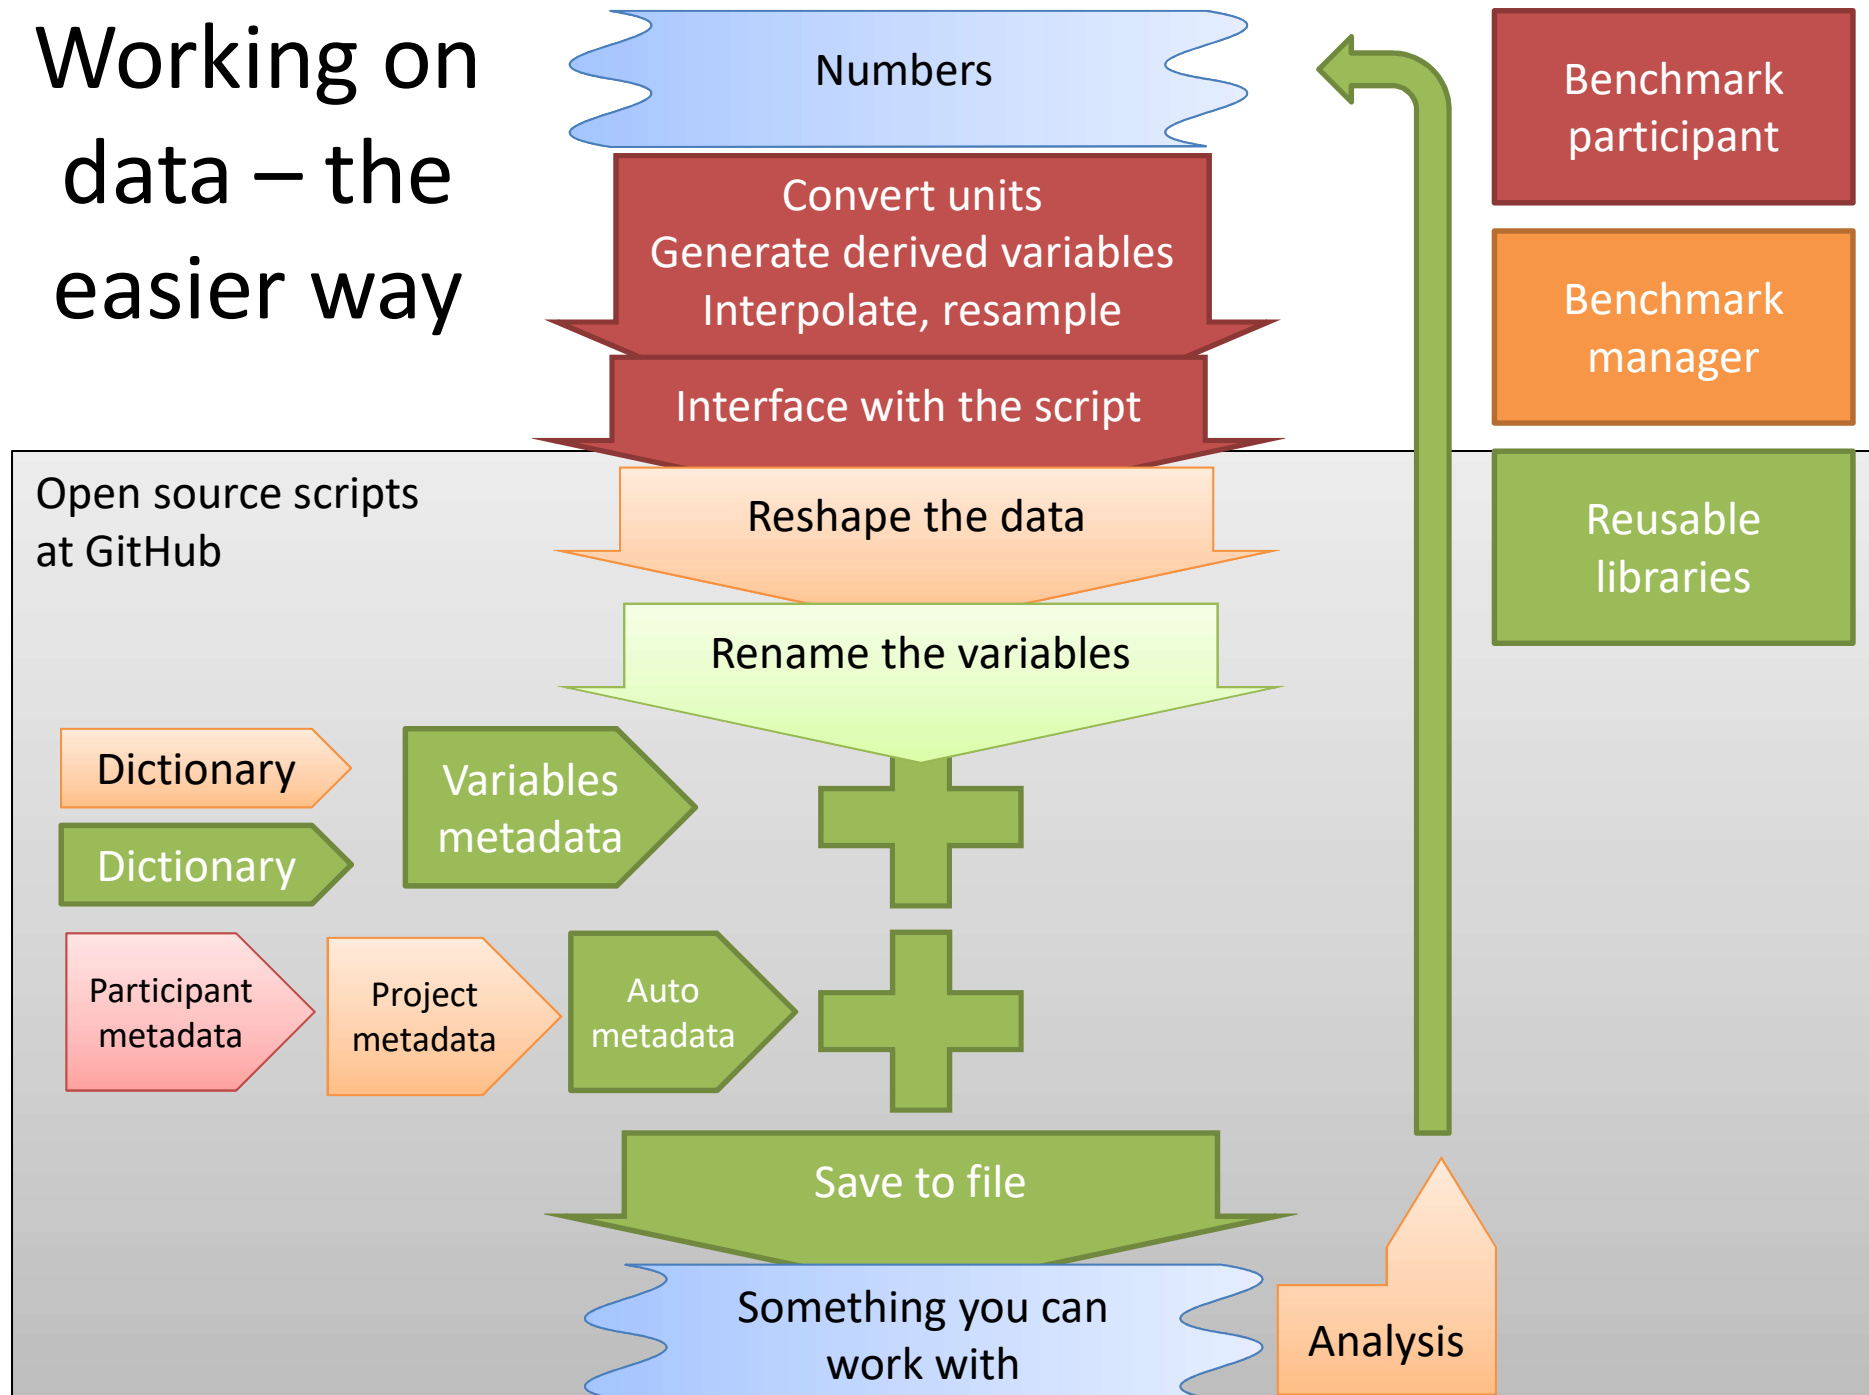 Working on
data – the
easier way
Numbers
Convert units
Generate derived variables
Interpolate, resample
Interface with the script
Benchmark
participant
Benchmark
manager
Reusable
libraries
Open source scripts
at GitHub
Reshape the data
Rename the variables
Dictionary
Dictionary
Variables
metadata
Participant
metadata
Project
metadata
Auto
metadata
Save to file
Something you can
work with
Analysis